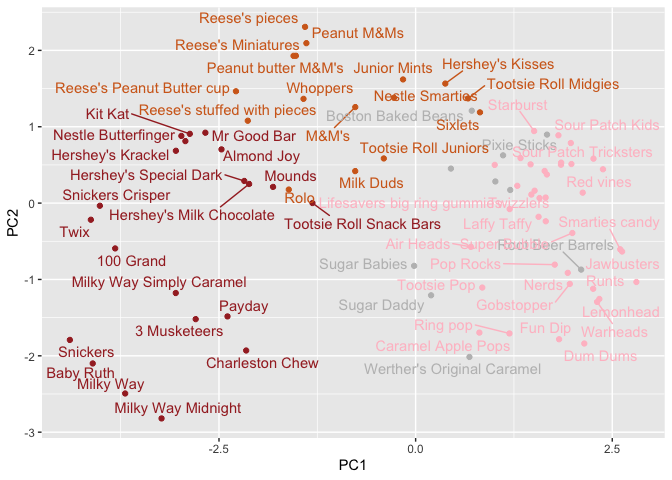 Reese's pieces
Peanut M&M's
Reese's Miniatures
Peanut butter M&M's
Junior Mints
Hershey's Kisses
Reese's Peanut Butter cup
Whoppers
Nestle Smarties
Tootsie Roll Midgies
Starburst
Kit Kat
Reese's stuffed with pieces
Boston Baked Beans
Sixlets
Sour Patch Kids
Nestle Butterfinger
Mr Good Bar
M&M's
Pixie Sticks
Hershey's Krackel
Almond Joy
Tootsie Roll Juniors
Sour Patch Tricksters
Hershey's Special Dark
Mounds
Milk Duds
Red vines
Snickers Crisper
Rolo
Lifesavers big ring gummies
Twizzlers
Hershey's Milk Chocolate
Tootsie Roll Snack Bars
Laffy Taffy
Smarties candy
Twix
Air Heads
Root Beer Barrels
100 Grand
Sugar Babies
Pop Rocks
Jawbusters
Milky Way Simply Caramel
Tootsie Pop
Nerds
Runts
Payday
Sugar Daddy
Gobstopper
Lemonhead
3 Musketeers
Ring pop
Fun Dip
Warheads
Snickers
Charleston Chew
Caramel Apple Pops
Dum Dums
Baby Ruth
Milky Way
Werther's Original Caramel
Milky Way Midnight
2
1
0
-1
-2
-3
PC2
-2.5
0.0
2.5
PC1